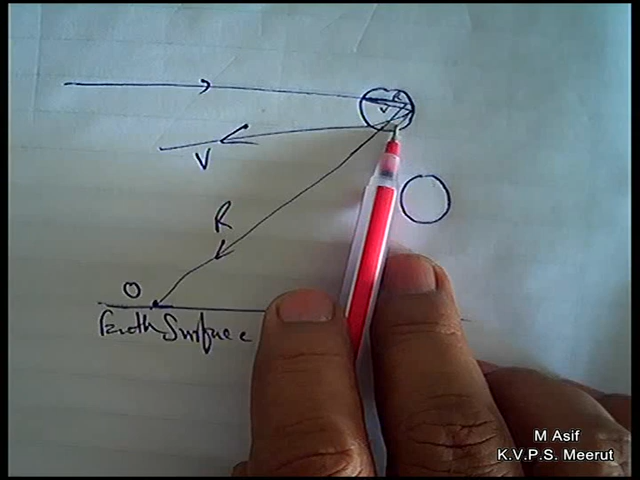 V
R
V
R
O
Earth Surface
M Asif
K.V.P.S. Meerut